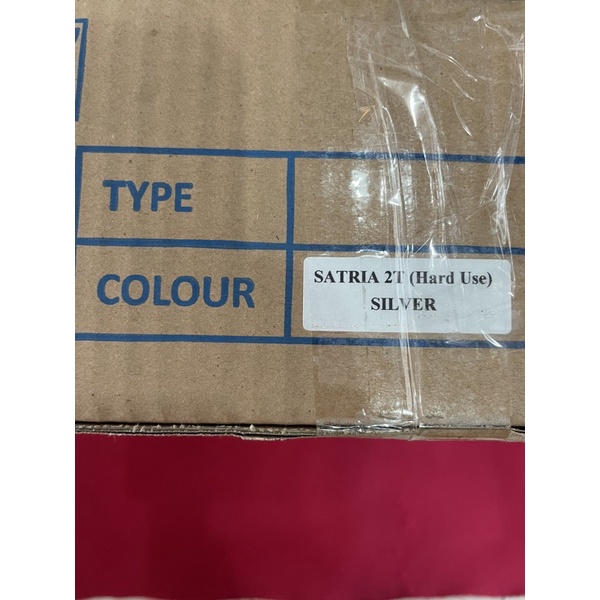 TYPE
COLOUR
SATRIA 2T (Hard Use)
SILVER